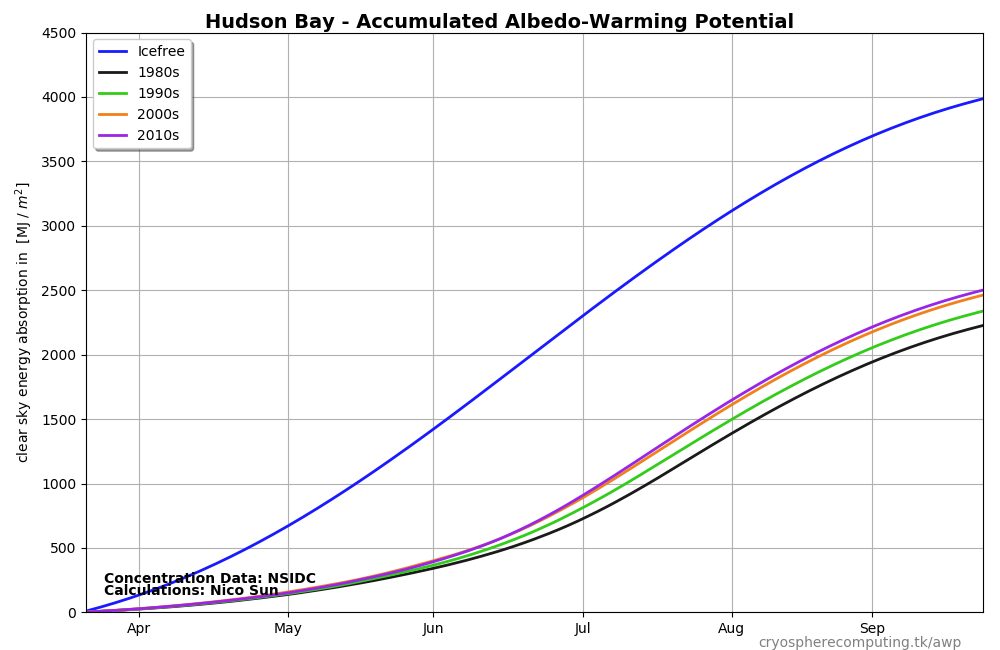 Hudson Bay - Accumulated Albedo-Warming Potential
4500
4000
3500
3000
2500
2000
1500
1000
500
0
clear sky energy absorption in [MJ / m²]
Icefree
1980s
1990s
2000s
2010s
Concentration Data: NSIDC
Calculations: Nico Sun
Apr May Jun Jul Aug Sep
cryospherecomputing.tk/awp